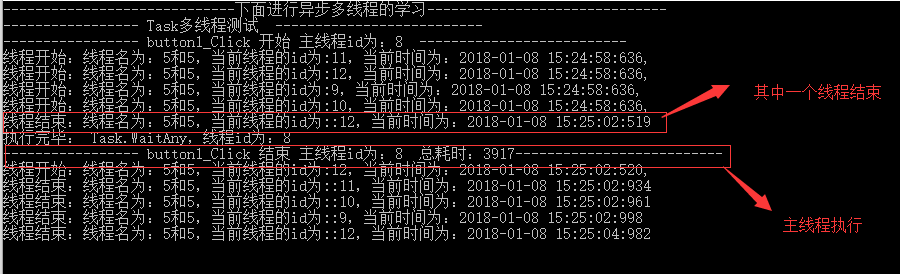 -----------------------------下面进行异步多线程的学习------------------------------
----------------- Task多线程测试----------------------------
----------------- button1_Click 开始 主线程id为：8  --------------------------
线程开始：线程名为：5和5，当前线程的id为:11，当前时间为：2018-01-08 15:24:58:636,
线程开始：线程名为：5和5，当前线程的id为:12，当前时间为：2018-01-08 15:24:58:636,
线程开始：线程名为：5和5，当前线程的id为:9，当前时间为：2018-01-08 15:24:58:636,
线程开始：线程名为：5和5，当前线程的id为:10，当前时间为：2018-01-08 15:24:58:636,
线程结束：线程名为：5和5，当前线程的id为::12，当前时间为：2018-01-08 15:25:02:519
其中一个线程结束
执行完毕： Task.WaitAny，线程id为：8
----------------- button1_Click 结束 主线程id为：8  总耗时：3917--------------------------
线程开始：线程名为：5和5，当前线程的id为:12，当前时间为：2018-01-08 15:25:02:520,
线程结束：线程名为：5和5，当前线程的id为::11，当前时间为：2018-01-08 15:25:02:934
线程结束：线程名为：5和5，当前线程的id为::10，当前时间为：2018-01-08 15:25:02:961
线程结束：线程名为：5和5，当前线程的id为::9，当前时间为：2018-01-08 15:25:02:998
线程结束：线程名为：5和5，当前线程的id为::12，当前时间为：2018-01-08 15:25:04:982
主线程执行